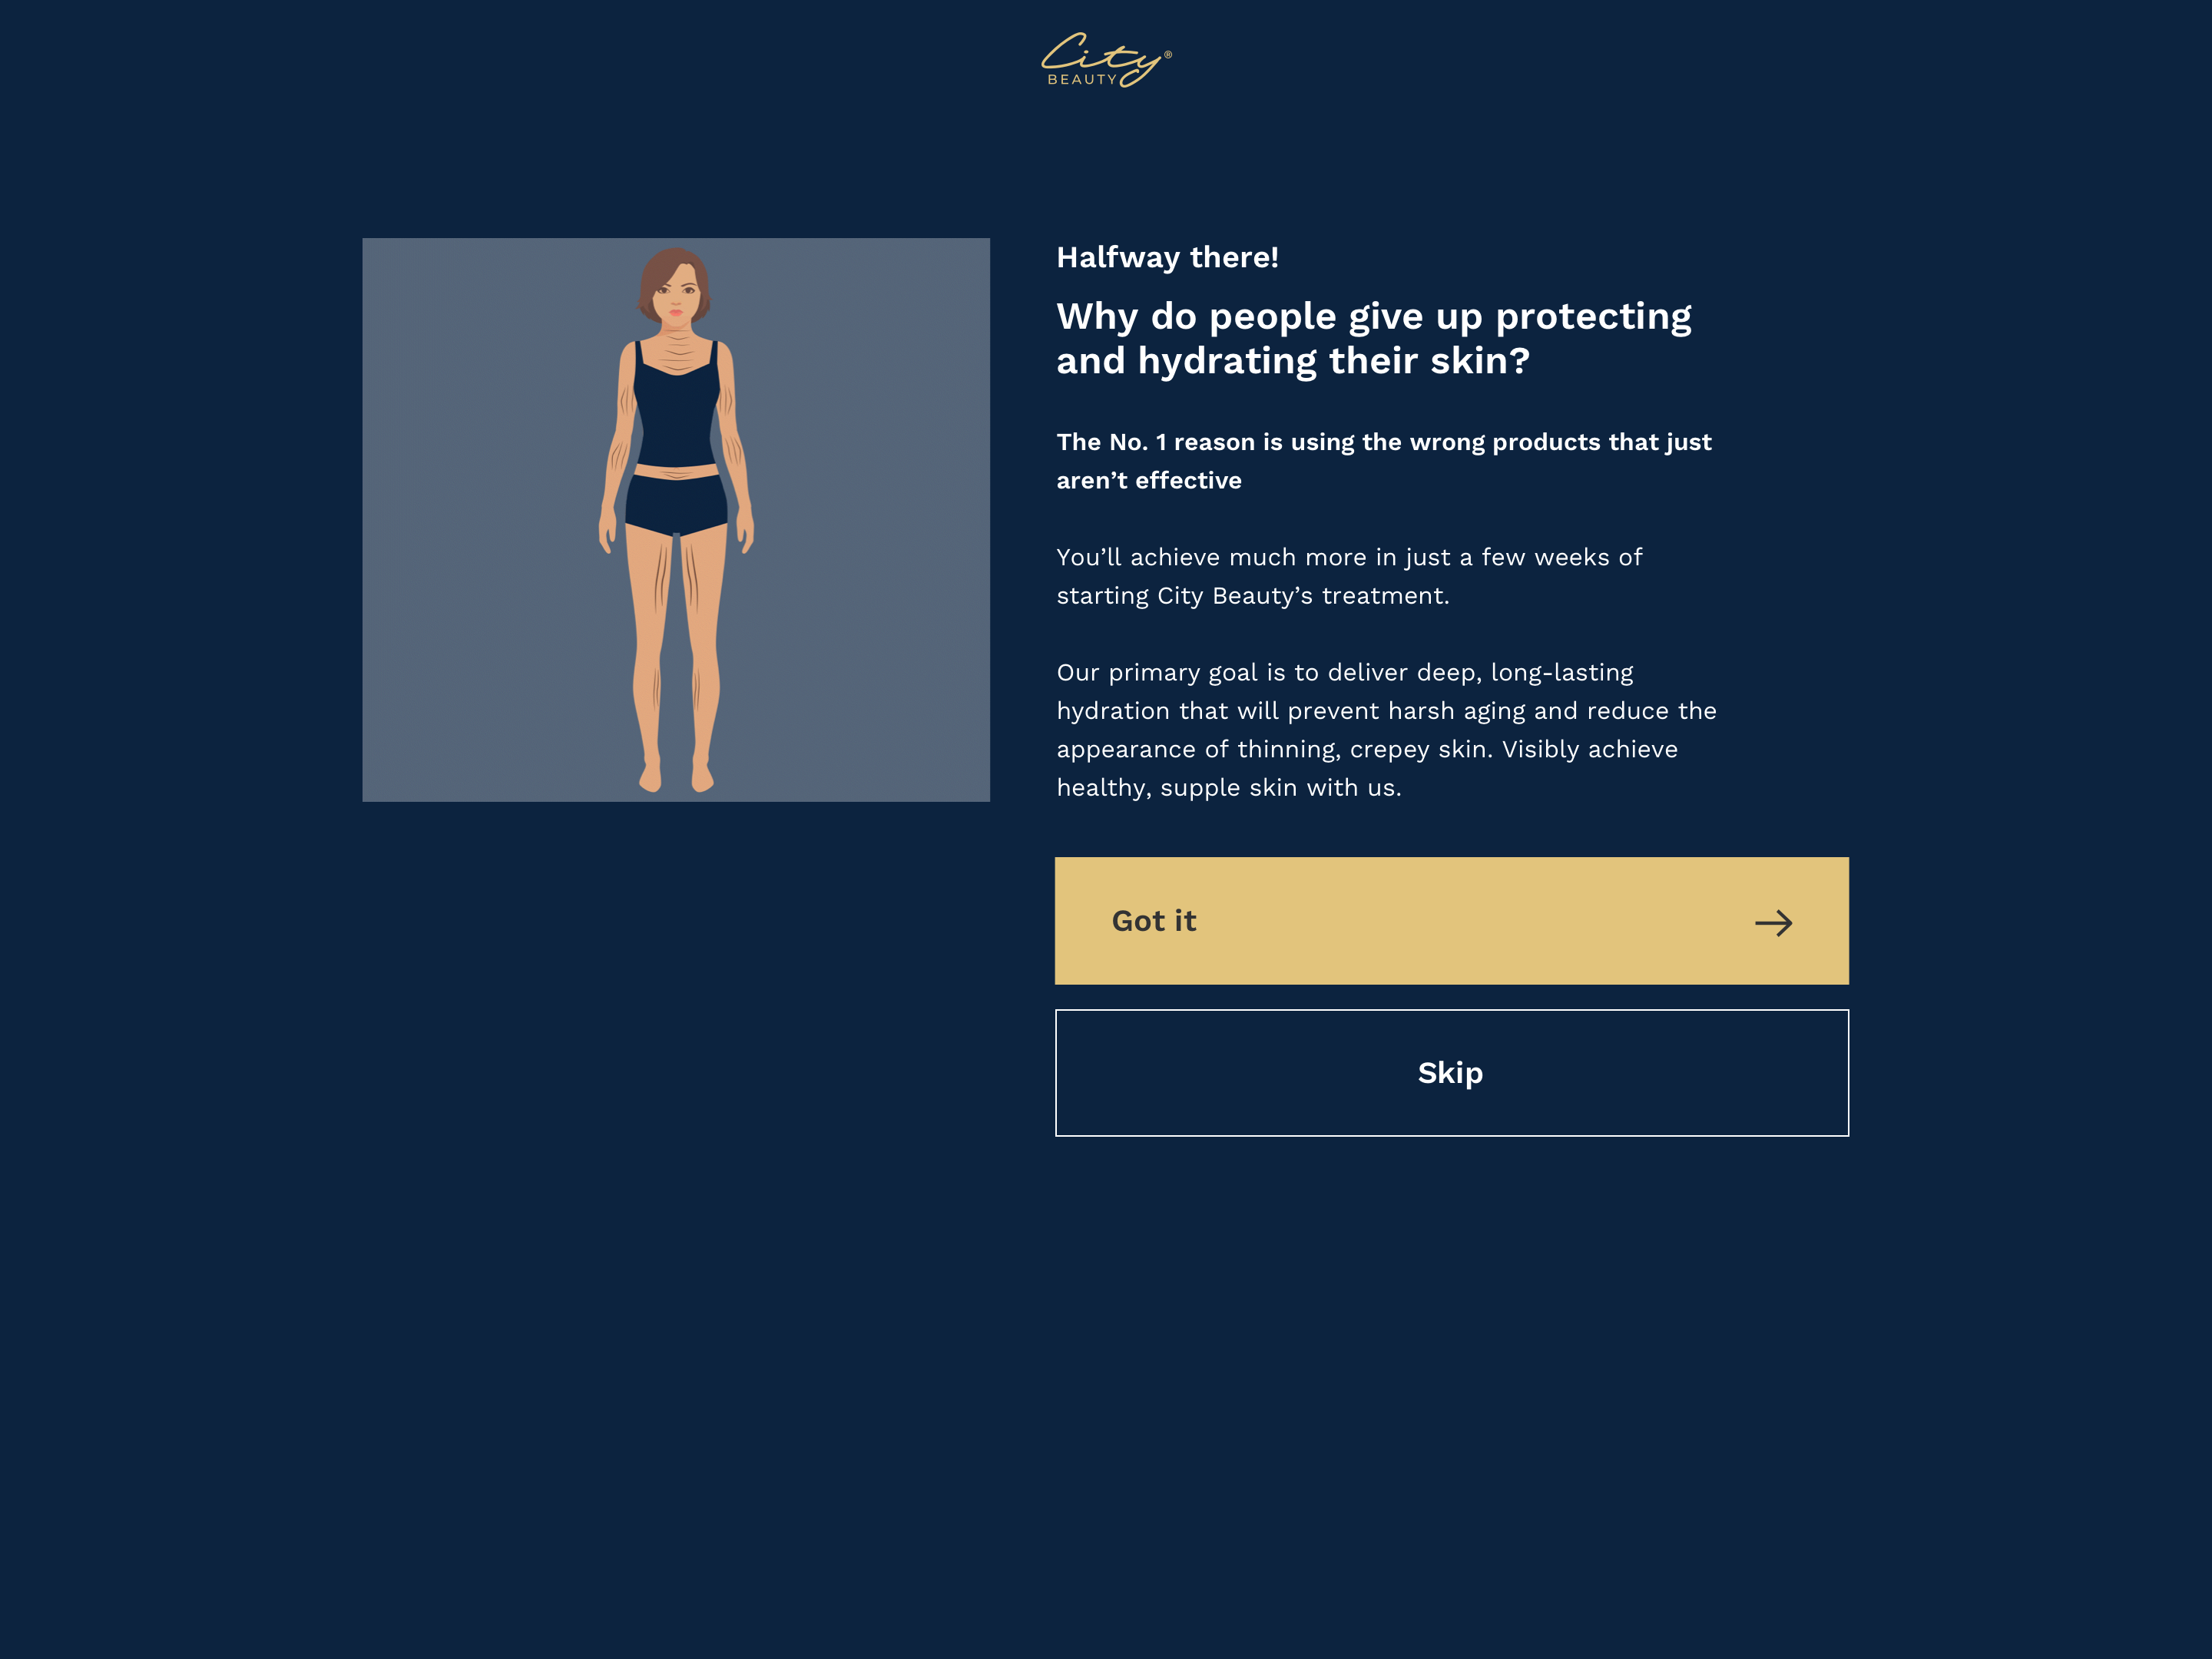 City®
BEAUTY
Halfway there!
Why do people give up protecting
and hydrating their skin?
The No. 1 reason is using the wrong products that just
aren’t effective
You’ll achieve much more in just a few weeks of
starting City Beauty’s treatment.
Our primary goal is to deliver deep, long-lasting
hydration that will prevent harsh aging and reduce the
appearance of thinning, crepey skin. Visibly achieve
healthy, supple skin with us.
Got it
Skip